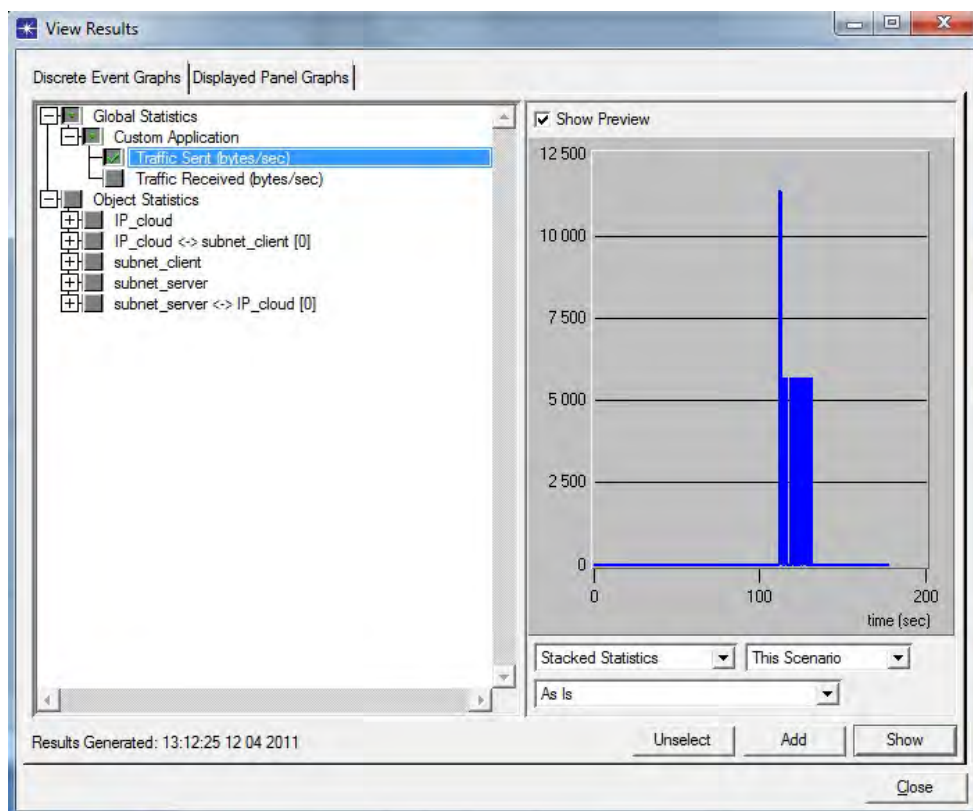 View Results
Discrete Event Graphs Displayed Panel Graphs
Global Statistics
Custom Application
Traffic Sent (bytes/sec)
Traffic Received (bytes/sec)
Object Statistics
IP_cloud
IP_cloud <-> subnet_client [0]
subnet_client
subnet_server
subnet_server <-> IP_cloud [0]
Show Preview
12 500
10 000
7 500
5 000
2 500
0
0 100 200
time (sec)
Stacked Statistics This Scenario
As Is
Results Generated: 13:12:25 12 04 2011
Unselect Add Show
Close